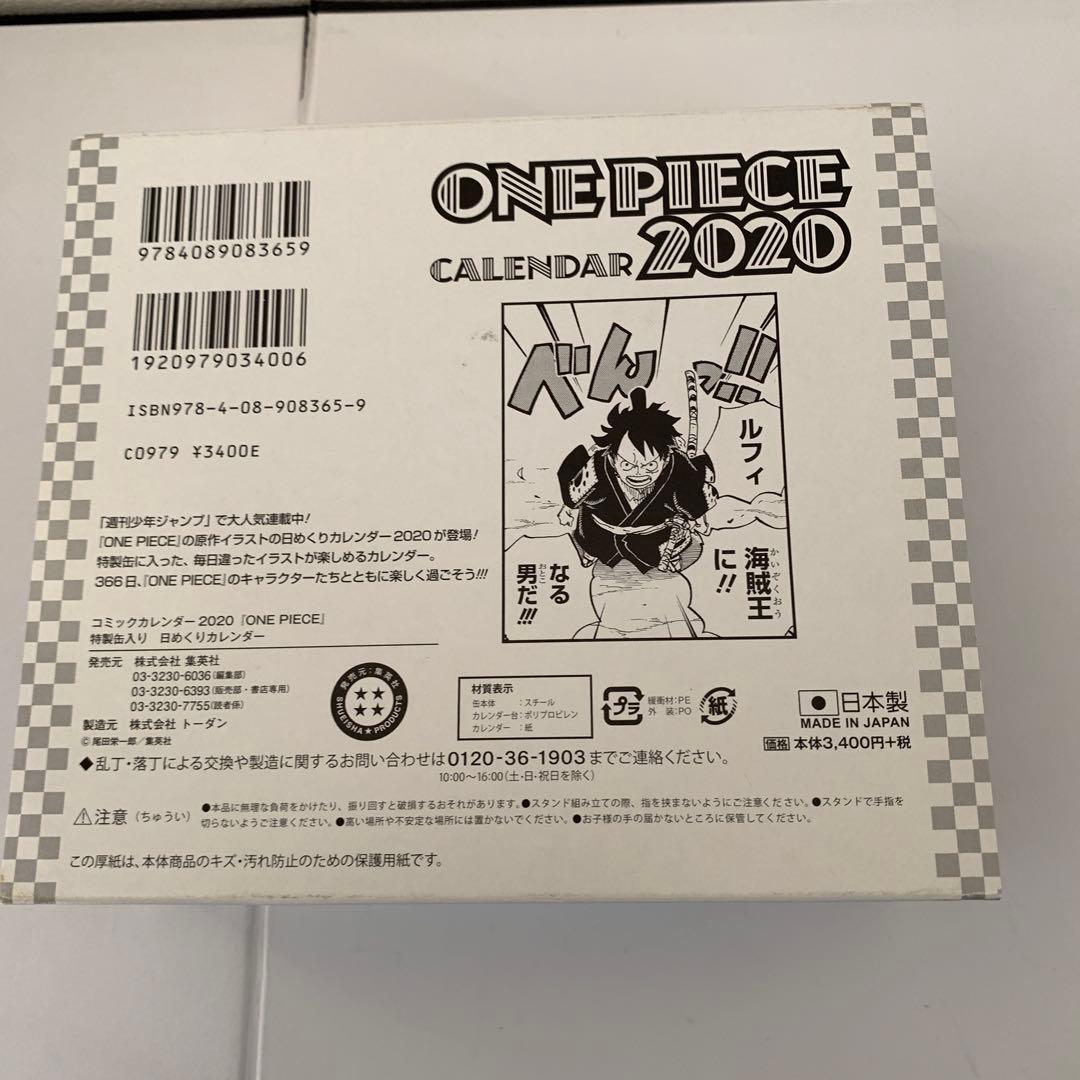 9784089083659
1920979034006
ISBN978-4-08-908365-9
C0979 ¥3400E
ONE PIECE
CALENDAR 2020
べんっ!!!
ルフィ
海賊王
かいぞくおう
に!!
なる
男だ!!!
おとこ
「週刊少年ジャンプ」で大人気連載中!
『ONE PIECE』の原作イラストの日めくりカレンダー2020が登場!
特製缶に入った、毎日違ったイラストが楽しめるカレンダー。
366日、『ONE PIECE』のキャラクターたちとともに楽しく過ごそう!!!
コミックカレンダー2020『ONE PIECE』
特製缶入り 日めくりカレンダー
発売元 株式会社 集英社
03-3230-6036(編集部)
03-3230-6393(販売部・書店専用)
03-3230-7755(読者係)
製造元 株式会社 トーダン
©尾田栄一郎/集英社
発売元:集英社
SHUEISHA★PRODUCTS
材質表示
缶本体 :スチール
カレンダー台:ポリプロピレン
カレンダー :紙
プラ
緩衝材:PE
外 装:PO
紙
日本製
MADE IN JAPAN
価格 本体3,400円+税
◆乱丁・落丁による交換や製造に関するお問い合わせは0120-36-1903までご連絡ください。
10:00〜16:00(土・日・祝日を除く)
⚠注意(ちゅうい)
●本品に無理な負荷をかけたり、振り回すと破損するおそれがあります。●スタンド組み立ての際、指を挟まないようにご注意ください。●スタンドで手指を
切らないようご注意ください。●高い場所や不安定な場所には置かないでください。●お子様の手の届かないところに保管してください。
この厚紙は、本体商品のキズ・汚れ防止のための保護用紙です。